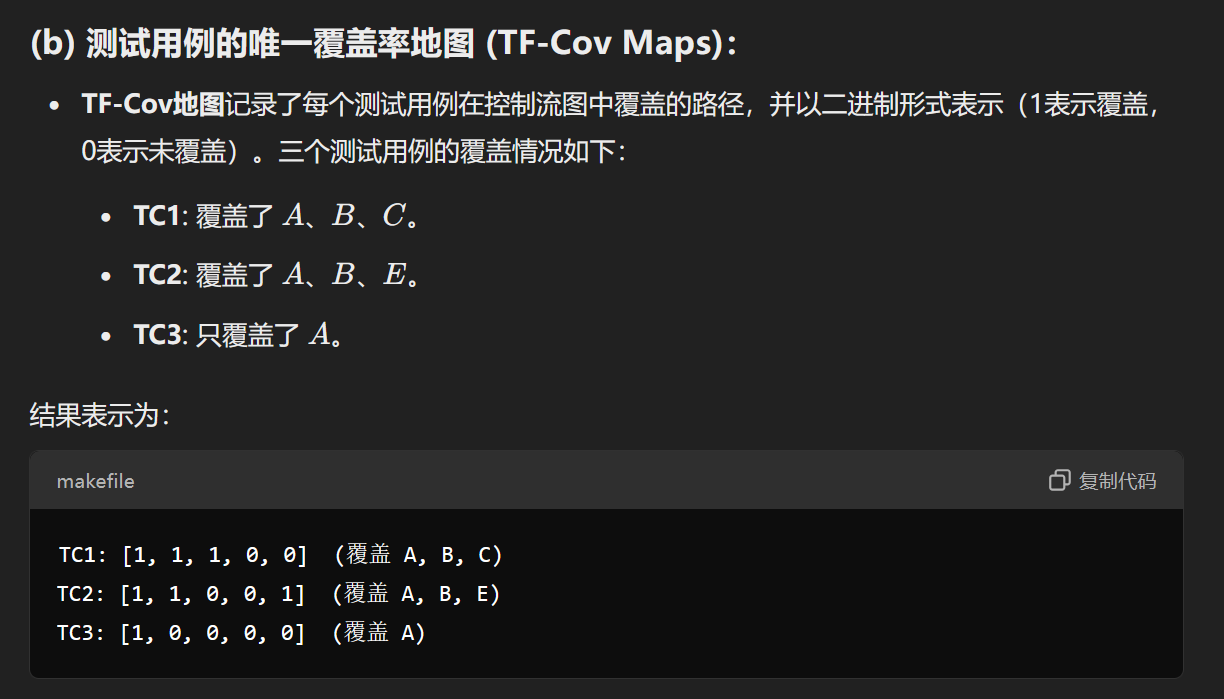 (b) 测试用例的唯一覆盖率地图 (TF-Cov Maps)：
• TF-Cov地图记录了每个测试用例在控制流图中覆盖的路径，并以二进制形式表示（1表示覆盖，
0表示未覆盖）。三个测试用例的覆盖情况如下：
• TC1: 覆盖了 A、B、C。
• TC2: 覆盖了 A、B、E。
• TC3: 只覆盖了 A。
结果表示为：
makefile 复制代码
TC1: [1, 1, 1, 0, 0] (覆盖 A, B, C)
TC2: [1, 1, 0, 0, 1] (覆盖 A, B, E)
TC3: [1, 0, 0, 0, 0] (覆盖 A)